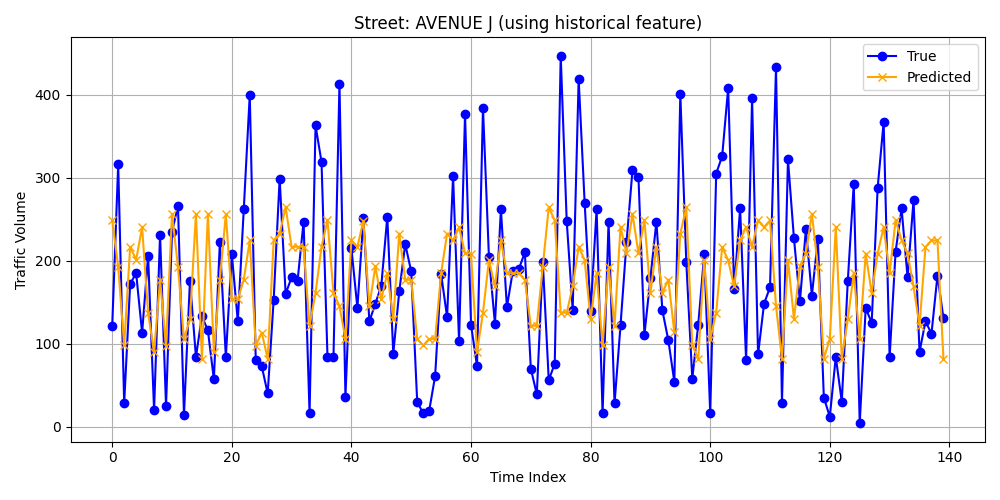 Street: AVENUE J (using historical feature)
True
Predicted
Traffic Volume
400
300
200
100
0
0 20 40 60 80 100 120 140
Time Index